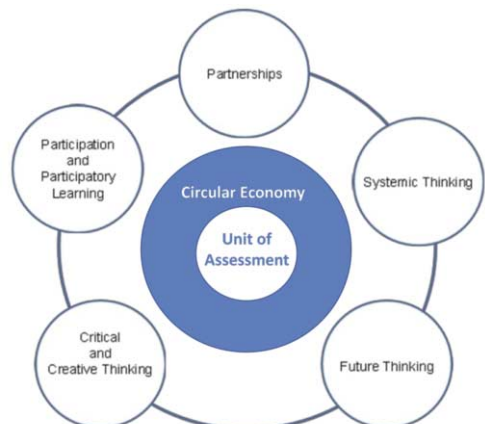 Partnerships
Participation
and
Participatory
Learning
Systemic Thinking
Circular Economy
Unit of
Assessment
Critical
and
Creative Thinking
Future Thinking